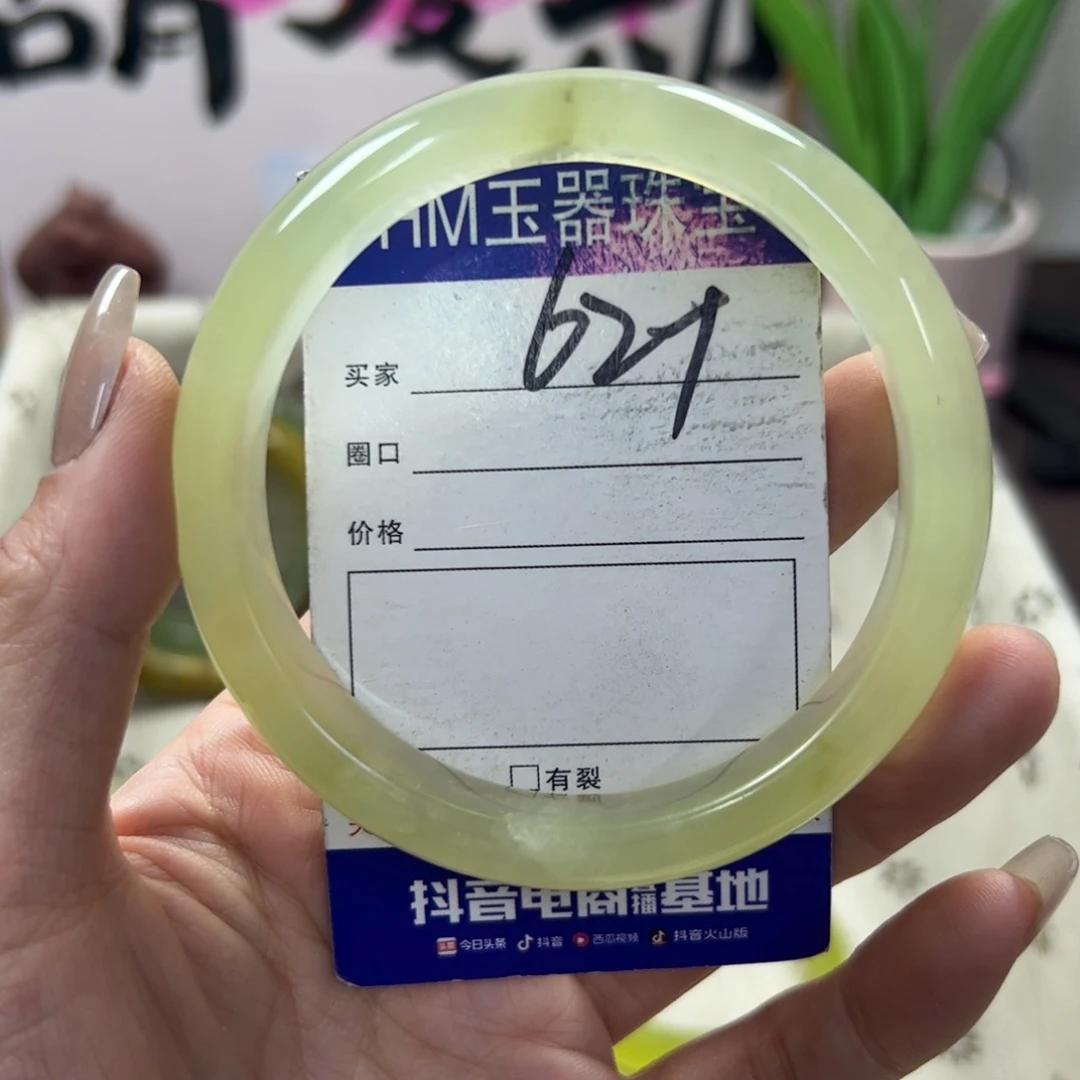 HM玉器珠宝
621
买家
圈口
价格
有裂
抖音电商直播基地
今日头条 抖音 西瓜视频 抖音火山版